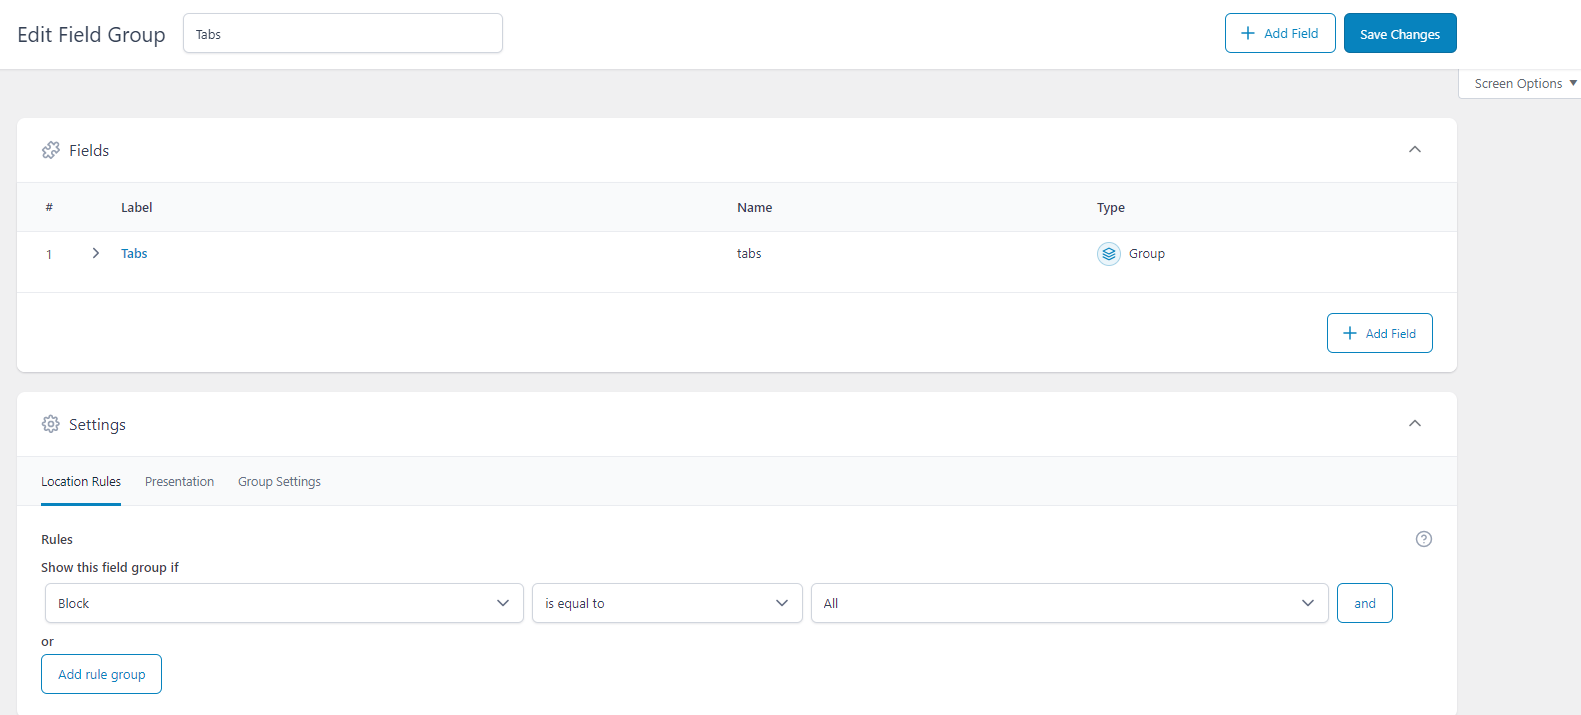 Edit Field Group
Tabs
Add Field
Save Changes
Screen Options
Fields
# Label Name Type
1 Tabs tabs Group
Add Field
Settings
Location Rules Presentation Group Settings
Rules
Show this field group if
Block is equal to All and
or
Add rule group